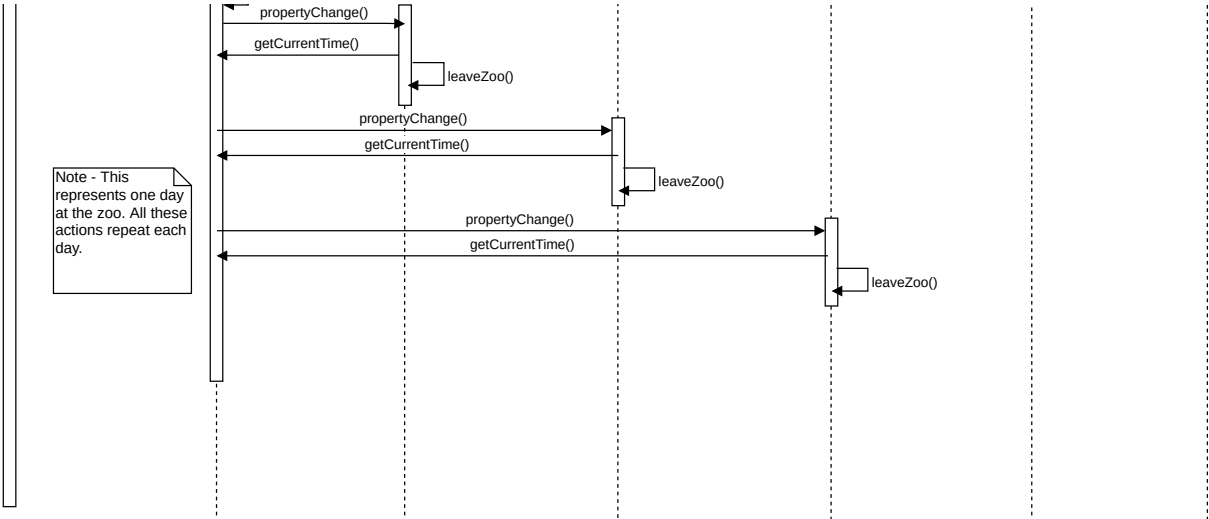 propertyChange()
getCurrentTime()
leaveZoo()
propertyChange()
getCurrentTime()
leaveZoo()
Note - This
represents one day
at the zoo. All these
actions repeat each
day.
propertyChange()
getCurrentTime()
leaveZoo()